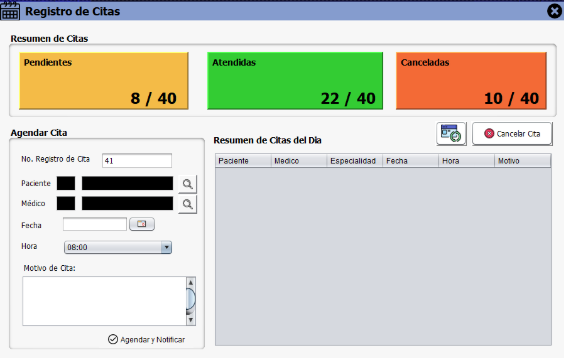 Registro de Citas
Resumen de Citas
Pendientes
8 / 40
Atendidas
22 / 40
Canceladas
10 / 40
Agendar Cita
No. Registro de Cita 41
Paciente
Médico
Fecha
Hora 08:00
Motivo de Cita:
Agendar y Notificar
Cancelar Cita
Resumen de Citas del Dia
Paciente Medico Especialidad Fecha Hora Motivo